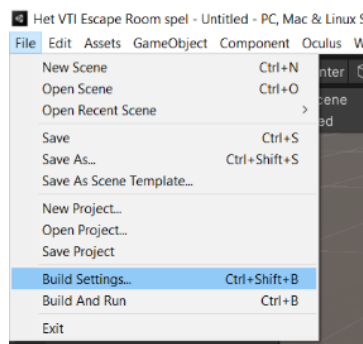 Het VTI Escape Room spel - Untitled - PC, Mac & Linux S
File Edit Assets GameObject Component Oculus W
New Scene Ctrl+N
Open Scene Ctrl+O
Open Recent Scene >
Save Ctrl+S
Save As... Ctrl+Shift+S
Save As Scene Template...
New Project...
Open Project...
Save Project
Build Settings... Ctrl+Shift+B
Build And Run Ctrl+B
Exit